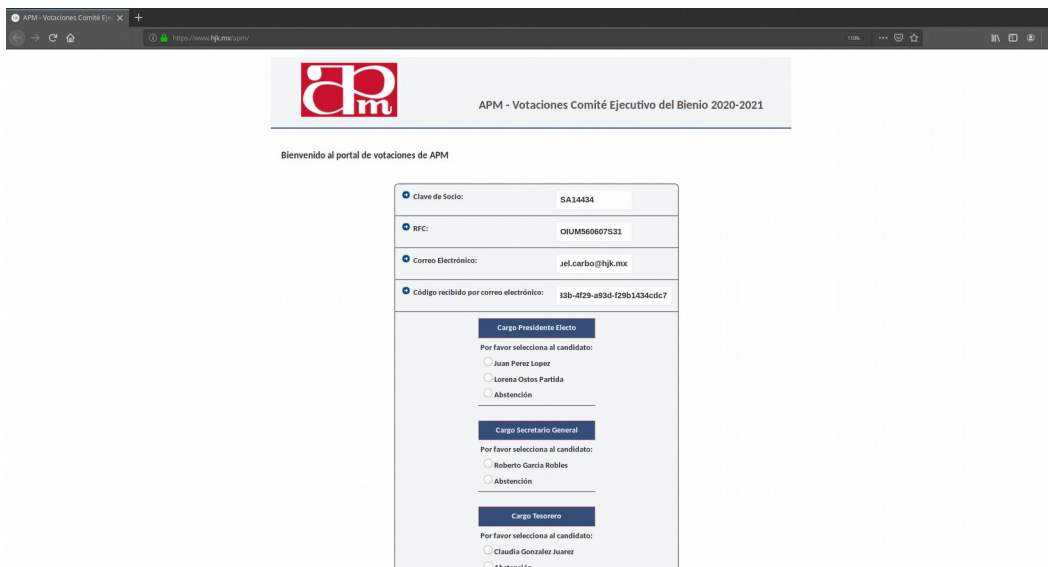 APM - Votaciones Comité Eje
https://www.hjk.mx/apm/
110%
apm
APM - Votaciones Comité Ejecutivo del Bienio 2020-2021
Bienvenido al portal de votaciones de APM
Clave de Socio: SA14434
RFC: OIUM560607S31
Correo Electrónico: uel.carbo@hjk.mx
Código recibido por correo electrónico: 33b-4f29-a93d-f29b1434cdc7
Cargo Presidente Electo
Por favor selecciona al candidato:
Juan Perez Lopez
Lorena Ostos Partida
Abstención
Cargo Secretario General
Por favor selecciona al candidato:
Roberto Garcia Robles
Abstención
Cargo Tesorero
Por favor selecciona al candidato:
Claudia Gonzalez Juarez
Abstención